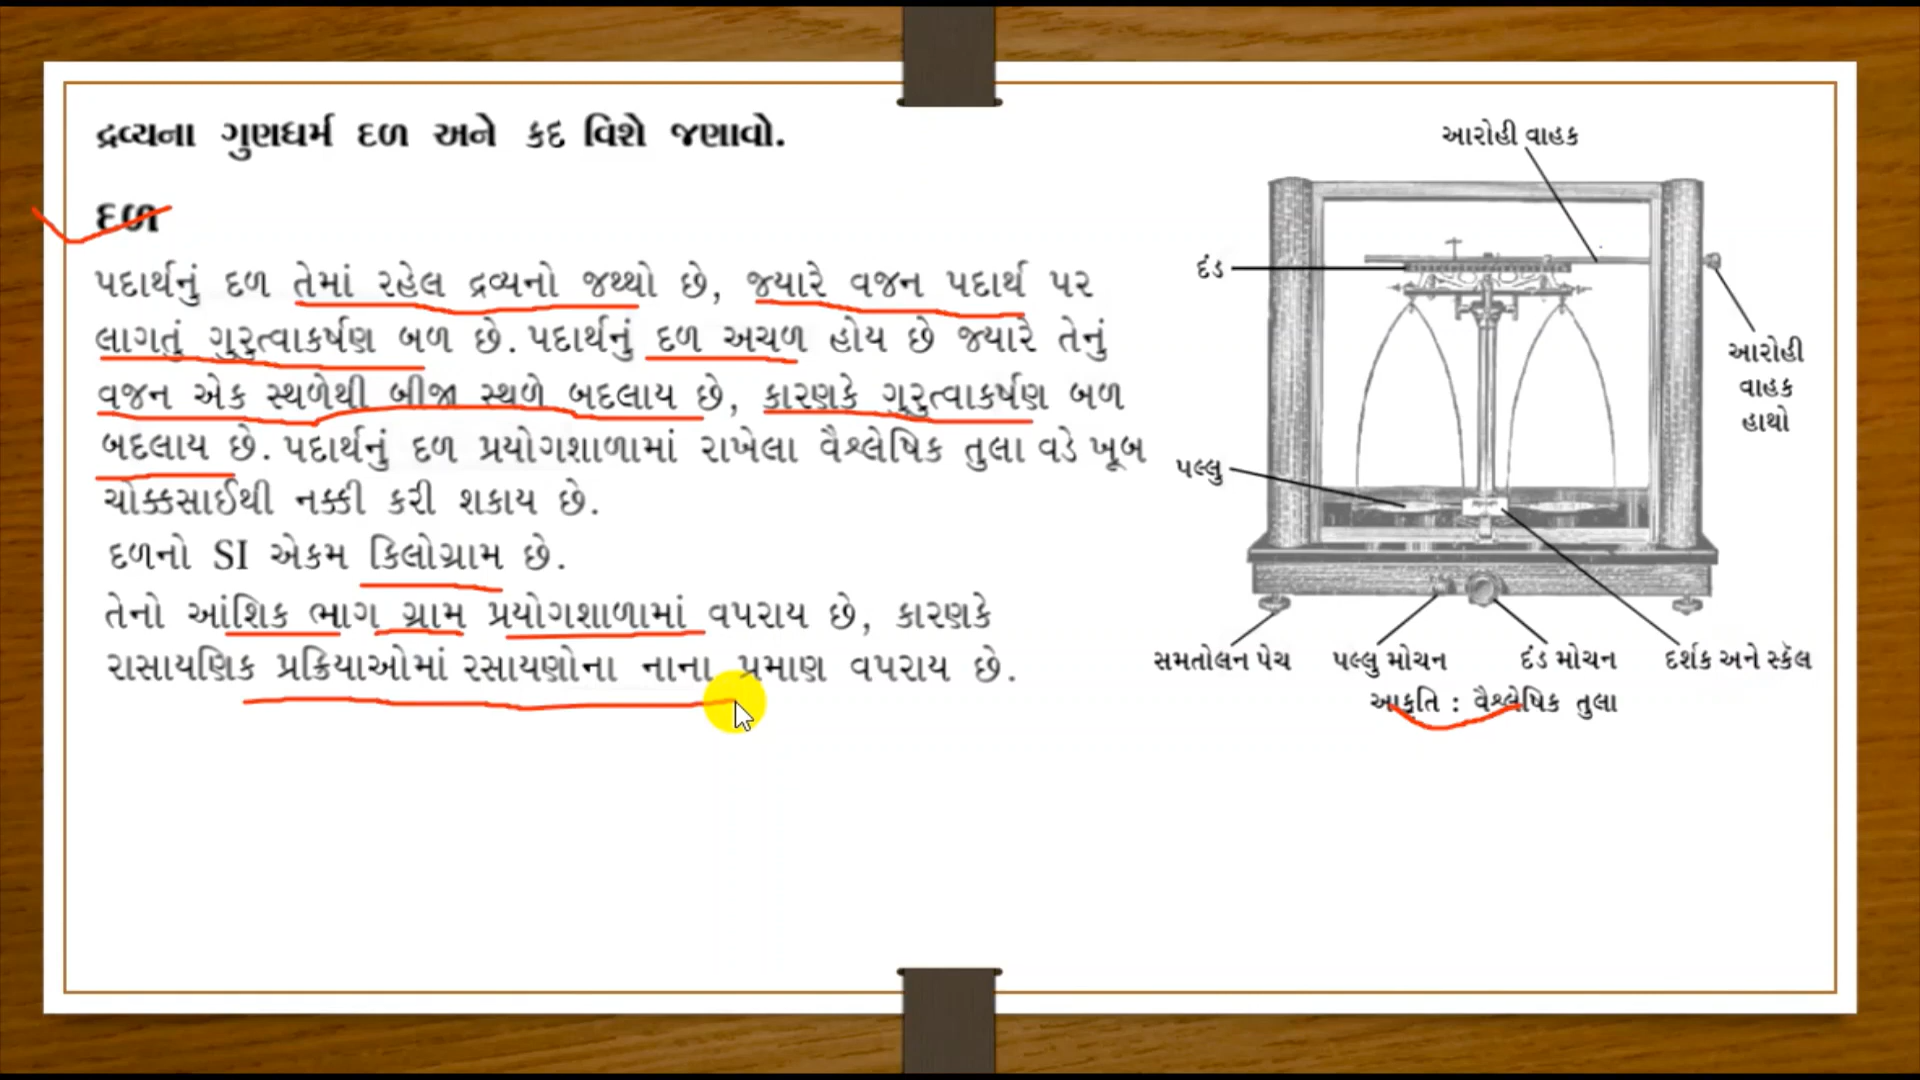 દ્રવ્યના ગુણધર્મ દળ અને કદ વિશે જણાવો.
દળ
પદાર્થનું દળ તેમાં રહેલ દ્રવ્યનો જથ્થો છે, જ્યારે વજન પદાર્થ પર
લાગતું ગુરુત્વાકર્ષણ બળ છે. પદાર્થનું દળ અચળ હોય છે જ્યારે તેનું
વજન એક સ્થળેથી બીજા સ્થળે બદલાય છે, કારણકે ગુરુત્વાકર્ષણ બળ
બદલાય છે. પદાર્થનું દળ પ્રયોગશાળામાં રાખેલા વૈશ્લેષિક તુલા વડે ખૂબ
ચોક્કસાઈથી નક્કી કરી શકાય છે.
દળનો SI એકમ કિલોગ્રામ છે.
તેનો આંશિક ભાગ ગ્રામ પ્રયોગશાળામાં વપરાય છે, કારણકે
રાસાયણિક પ્રક્રિયાઓમાં રસાયણોના નાના પ્રમાણ વપરાય છે.
આરોહી વાહક
દંડ
આરોહી
વાહક
હાથો
પલ્લુ
સમતોલન પેચ
પલ્લુ મોચન
દંડ મોચન
દર્શક અને સ્કેલ
આકૃતિ : વૈશ્લેષિક તુલા